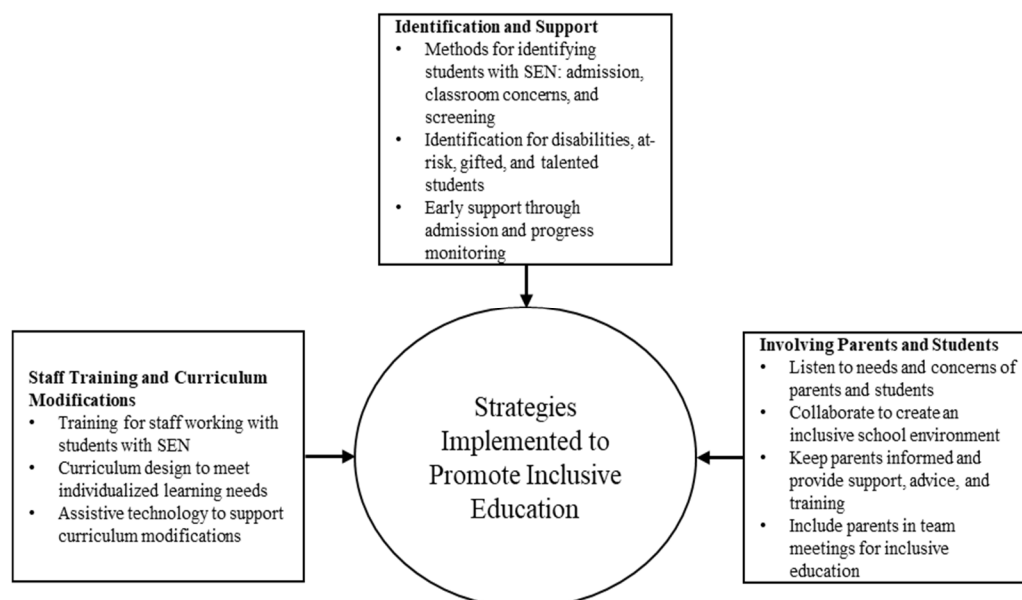 Identification and Support
• Methods for identifying
students with SEN: admission,
classroom concerns, and
screening
• Identification for disabilities, at-
risk, gifted, and talented
students
• Early support through
admission and progress
monitoring
Staff Training and Curriculum
Modifications
• Training for staff working with
students with SEN
• Curriculum design to meet
individualized learning needs
• Assistive technology to support
curriculum modifications
Strategies
Implemented to
Promote Inclusive
Education
Involving Parents and Students
• Listen to needs and concerns of
parents and students
• Collaborate to create an
inclusive school environment
• Keep parents informed and
provide support, advice, and
training
• Include parents in team
meetings for inclusive
education